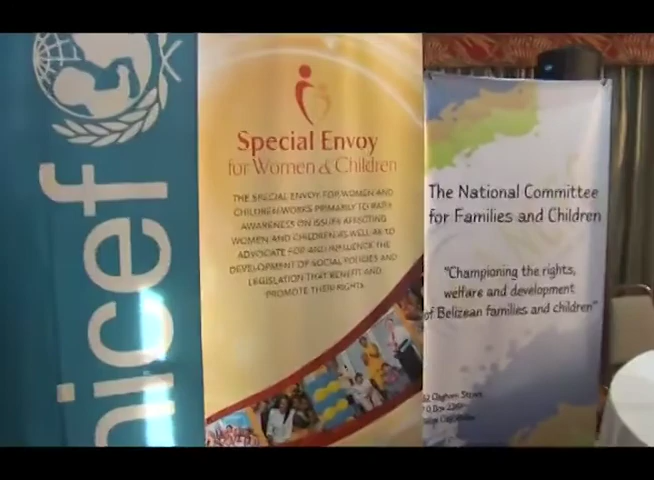 unicef
Special Envoy
for Women & Children
THE SPECIAL ENVOY FOR WOMEN AND
CHILDREN WORKS PRIMARILY TO RAISE
AWARENESS ON ISSUES AFFECTING
WOMEN AND CHILDREN AS WELL AS TO
ADVOCATE FOR AND INFLUENCE THE
DEVELOPMENT OF SOCIAL POLICIES AND
LEGISLATION THAT BENEFIT AND
PROMOTE THEIR RIGHTS.
The National Committee
for Families and Children
"Championing the rights,
welfare and development
of Belizean families and children"
Street
Box